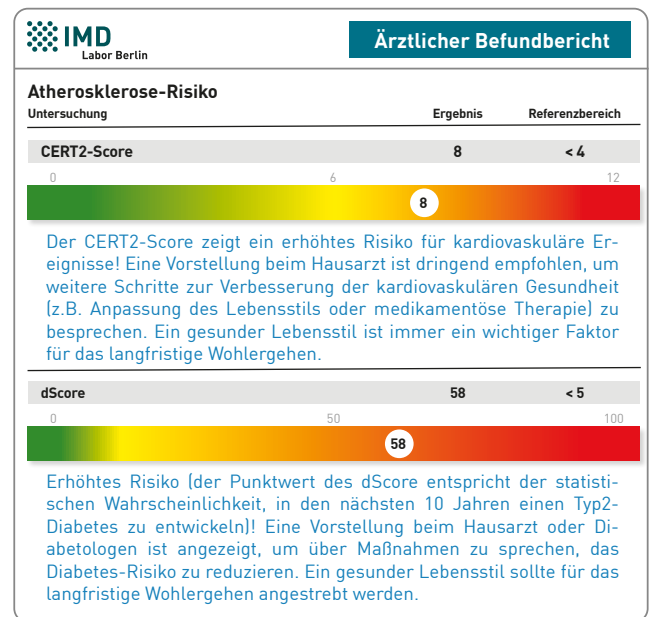 IMD
Labor Berlin
Ärztlicher Befundbericht
Atherosklerose-Risiko
Untersuchung Ergebnis Referenzbereich
CERT2-Score 8 < 4
0 6 12
8
Der CERT2-Score zeigt ein erhöhtes Risiko für kardiovaskuläre Er-
eignisse! Eine Vorstellung beim Hausarzt ist dringend empfohlen, um
weitere Schritte zur Verbesserung der kardiovaskulären Gesundheit
(z.B. Anpassung des Lebensstils oder medikamentöse Therapie) zu
besprechen. Ein gesunder Lebensstil ist immer ein wichtiger Faktor
für das langfristige Wohlergehen.
dScore 58 < 5
0 50 100
58
Erhöhtes Risiko (der Punktwert des dScore entspricht der statisti-
schen Wahrscheinlichkeit, in den nächsten 10 Jahren einen Typ2-
Diabetes zu entwickeln)! Eine Vorstellung beim Hausarzt oder Di-
abetologen ist angezeigt, um über Maßnahmen zu sprechen, das
Diabetes-Risiko zu reduzieren. Ein gesunder Lebensstil sollte für das
langfristige Wohlergehen angestrebt werden.